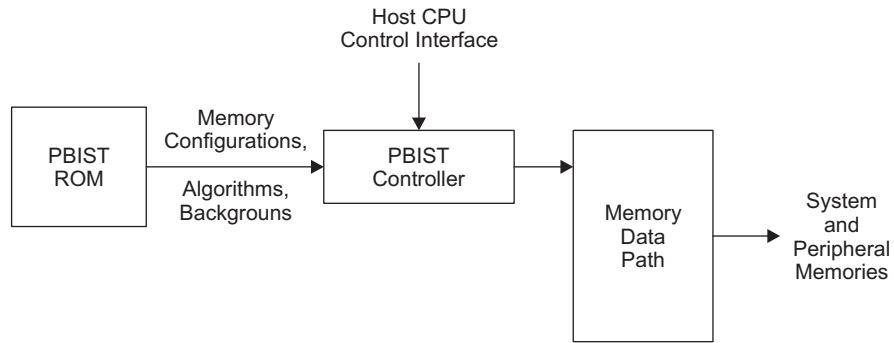 Host CPU
Control Interface
PBIST
ROM
Memory
Configurations,
Algorithms,
Backgrouns
PBIST
Controller
Memory
Data
Path
System
and
Peripheral
Memories